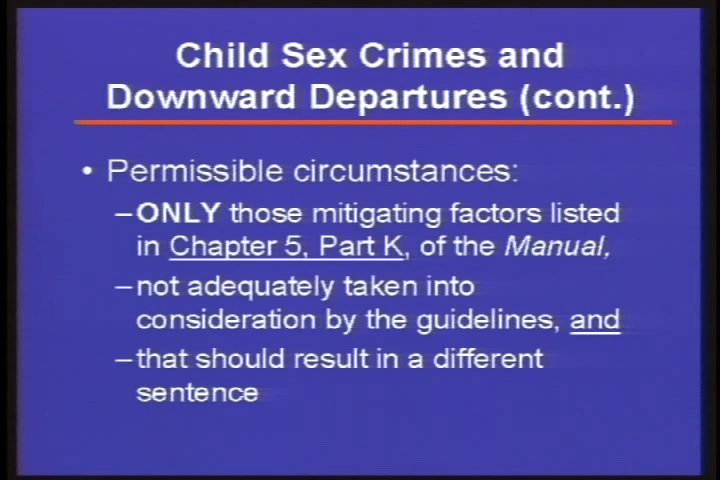 Child Sex Crimes and
Downward Departures (cont.)
• Permissible circumstances:
–ONLY those mitigating factors listed
in Chapter 5, Part K, of the Manual,
–not adequately taken into
consideration by the guidelines, and
–that should result in a different
sentence